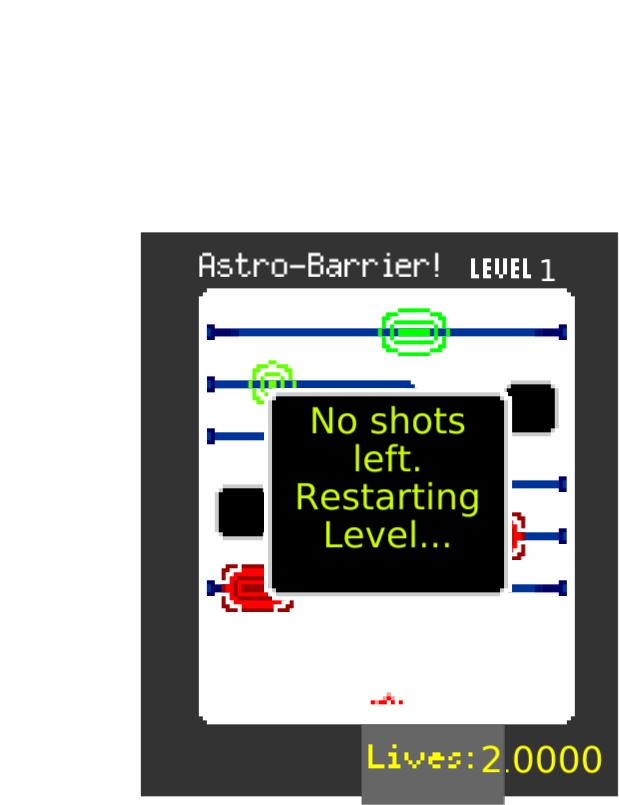 Astro-Barrier! LEVEL 1
No shots
left.
Restarting
Level...
Lives: 2.0000